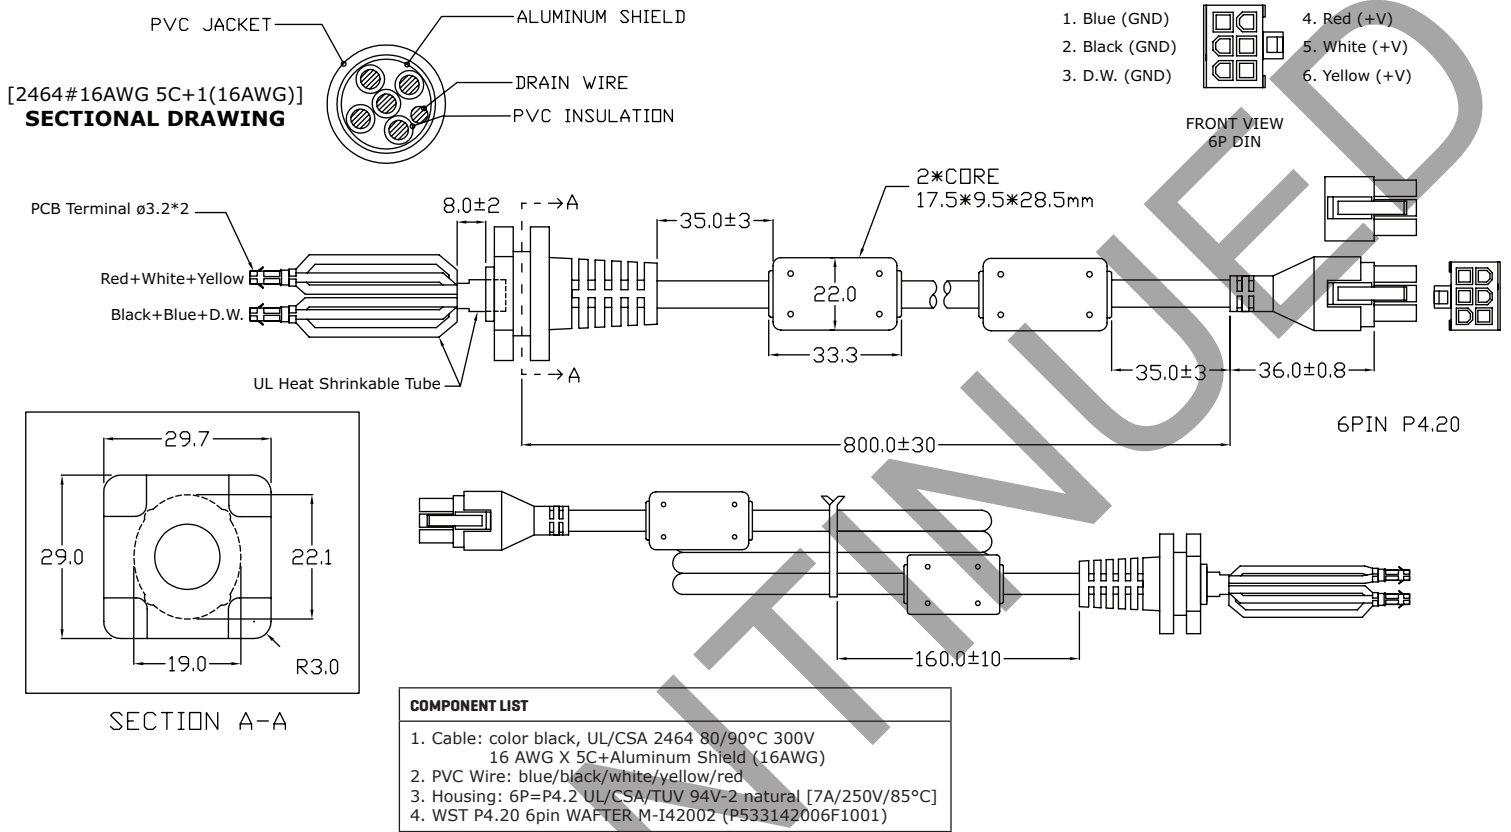 PVC JACKET
ALUMINUM SHIELD
DRAIN WIRE
PVC INSULATION
[2464#16AWG 5C+1(16AWG)]
SECTIONAL DRAWING
1. Blue (GND)
2. Black (GND)
3. D.W. (GND)
4. Red (+V)
5. White (+V)
6. Yellow (+V)
FRONT VIEW
6P DIN
PCB Terminal ø3.2*2
8.0±2
A
A
35.0±3
2*CORE
17.5*9.5*28.5mm
Red+White+Yellow
Black+Blue+D.W.
UL Heat Shrinkable Tube
22.0
33.3
35.0±3
36.0±0.8
800.0±30
6PIN P4.20
29.7
29.0
22.1
19.0
R3.0
SECTION A-A
160.0±10
COMPONENT LIST
1. Cable: color black, UL/CSA 2464 80/90°C 300V
16 AWG X 5C+Aluminum Shield (16AWG)
2. PVC Wire: blue/black/white/yellow/red
3. Housing: 6P=P4.2 UL/CSA/TUV 94V-2 natural [7A/250V/85°C]
4. WST P4.20 6pin WAFTER M-I42002 (P533142006F1001)
NTINUED